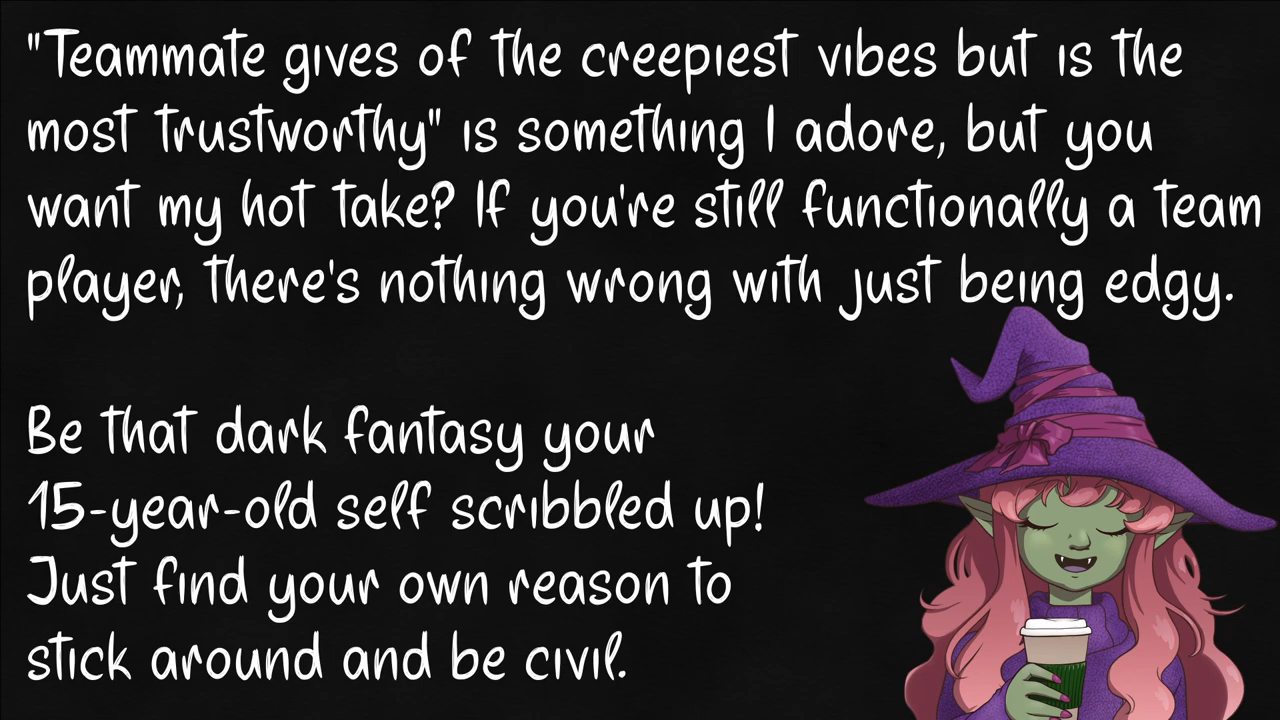 "Teammate gives of the creepiest vibes but is the
most trustworthy" is something I adore, but you
want my hot take? If you're still functionally a team
player, there's nothing wrong with just being edgy.
Be that dark fantasy your
15-year-old self scribbled up!
Just find your own reason to
stick around and be civil.